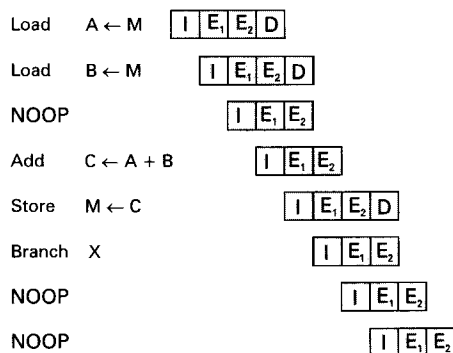 Load A ← M I E₁ E₂ D
Load B ← M I E₁ E₂ D
NOOP I E₁ E₂
Add C ← A + B I E₁ E₂
Store M ← C I E₁ E₂ D
Branch X I E₁ E₂
NOOP I E₁ E₂
NOOP I E₁ E₂